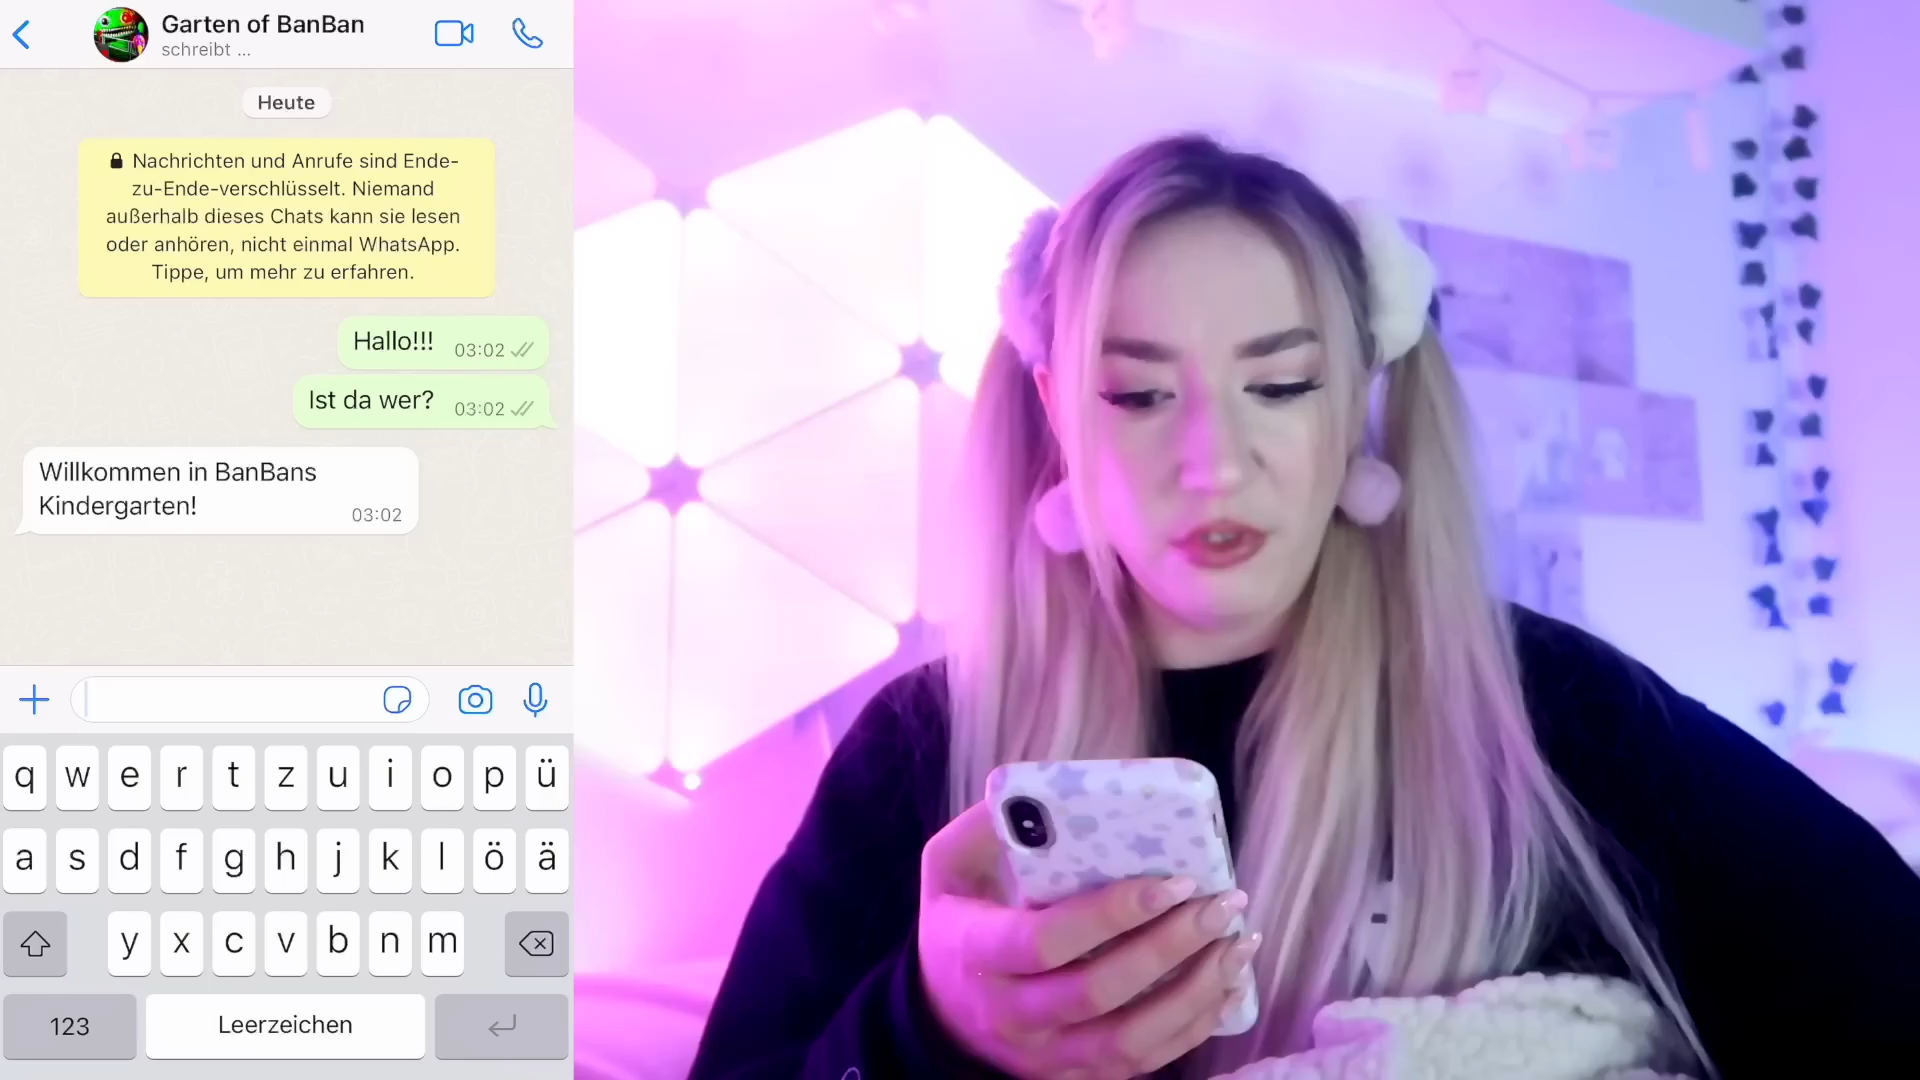 Garten of BanBan
schreibt ...
Heute
Nachrichten und Anrufe sind Ende-
zu-Ende-verschlüsselt. Niemand
außerhalb dieses Chats kann sie lesen
oder anhören, nicht einmal WhatsApp.
Tippe, um mehr zu erfahren.
Hallo!!! 03:02
Ist da wer? 03:02
Willkommen in BanBans
Kindergarten! 03:02
q w e r t z u i o p ü
a s d f g h j k l ö ä
y x c v b n m
123 Leerzeichen